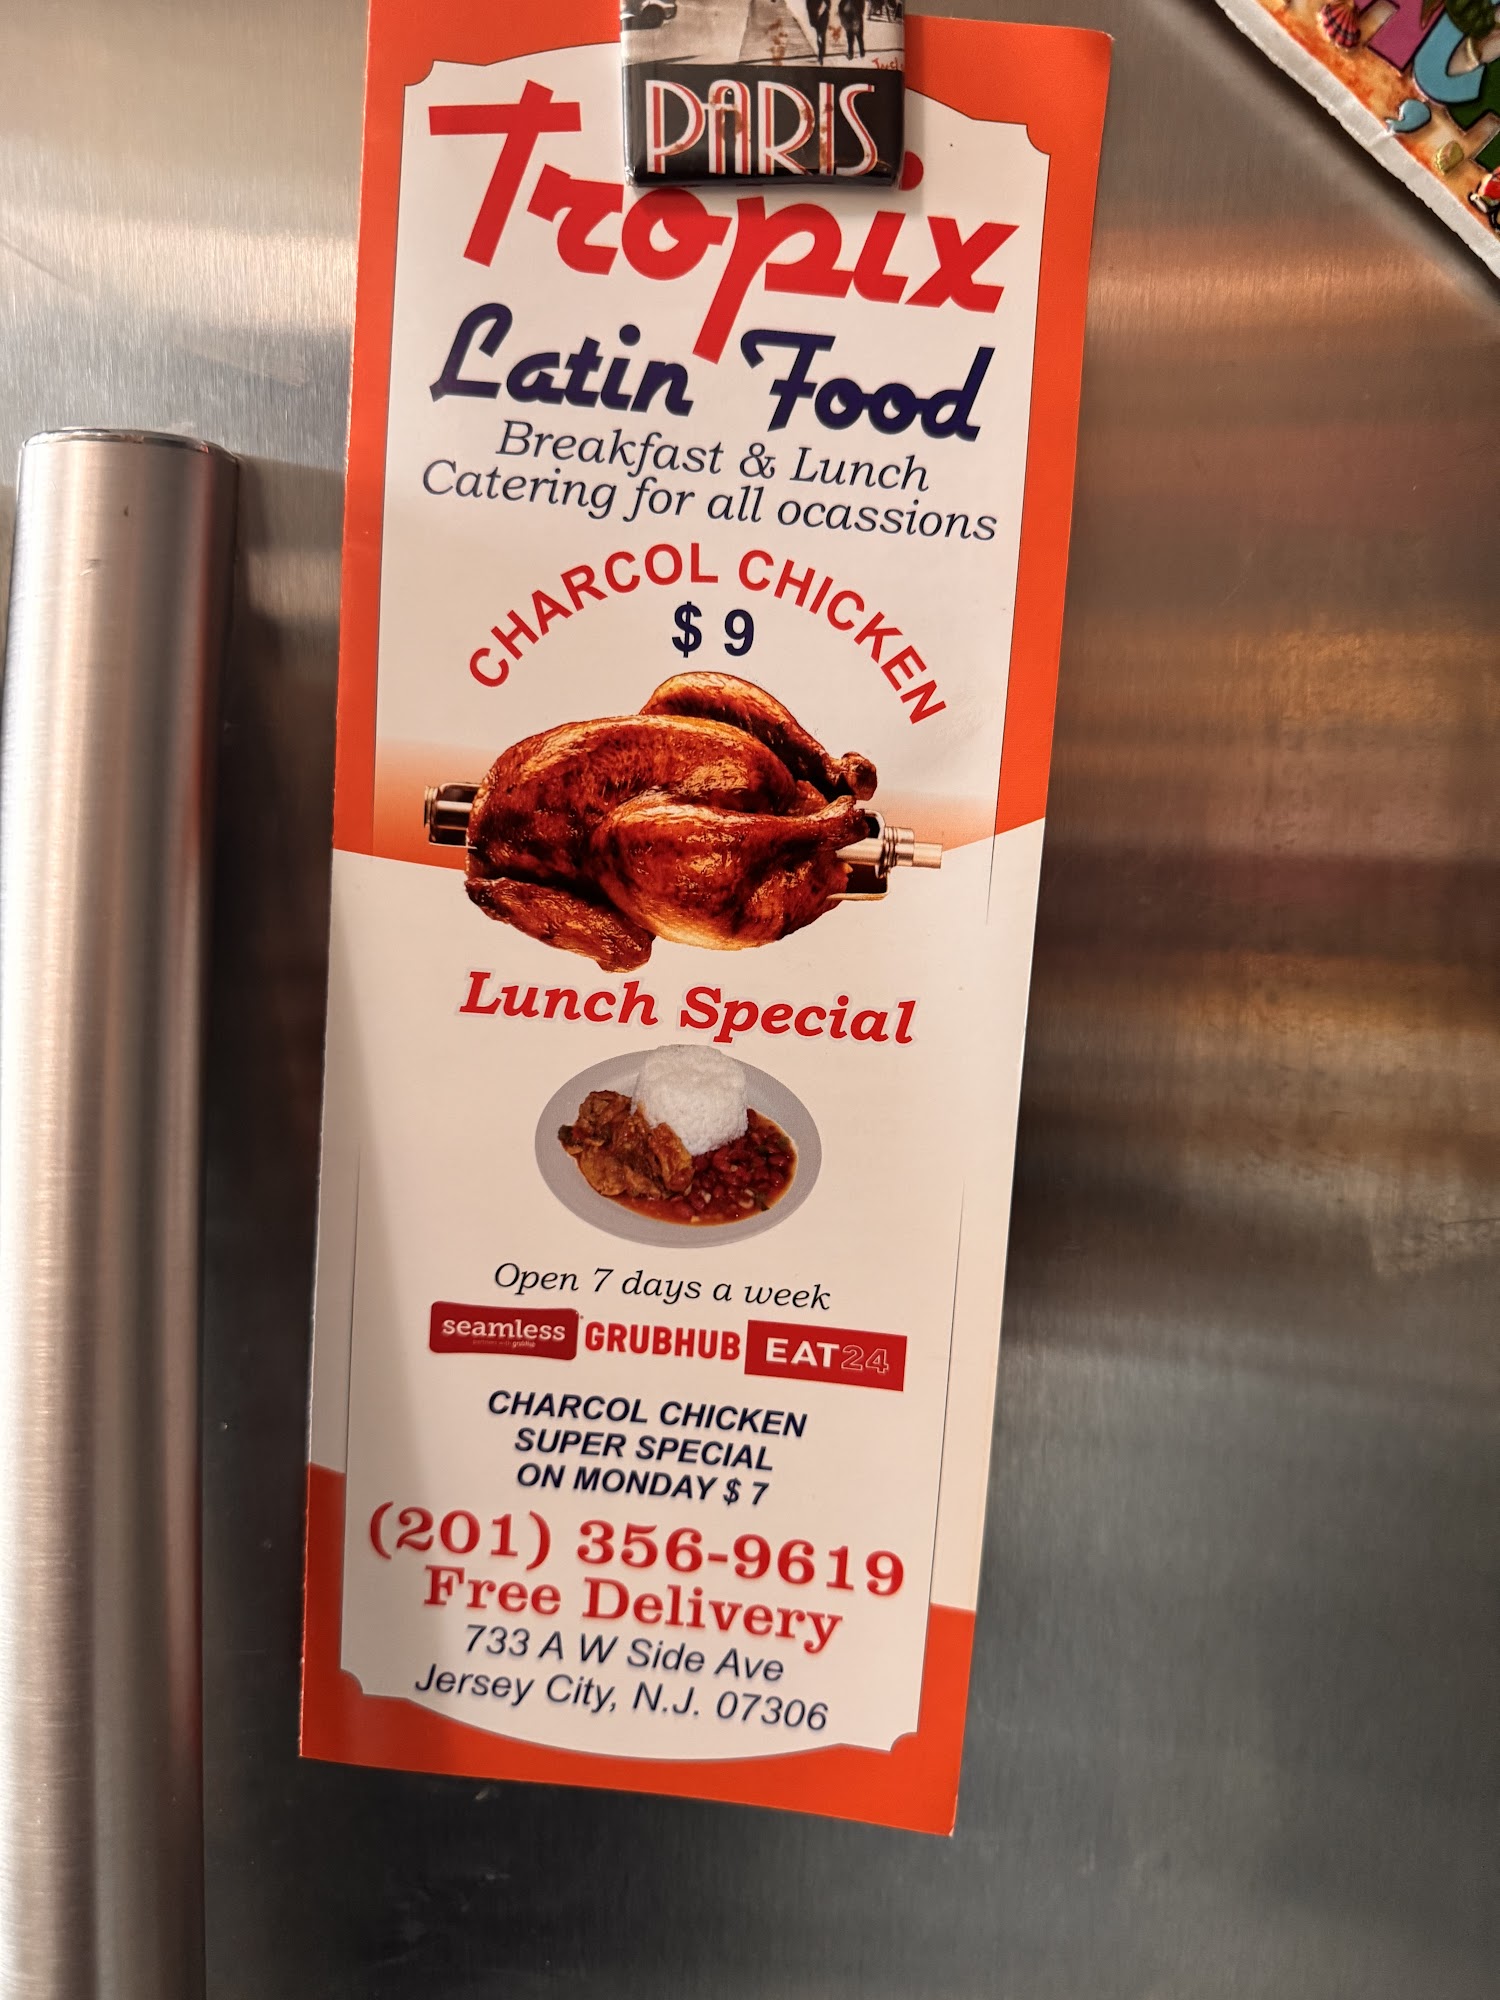 PARIS
Tropix
Latin Food
Breakfast & Lunch
Catering for all ocassions
CHARCOL CHICKEN
$ 9
Lunch Special
Open 7 days a week
seamless
GRUBHUB
EAT24
CHARCOL CHICKEN
SUPER SPECIAL
ON MONDAY $ 7
(201) 356-9619
Free Delivery
733 A W Side Ave
Jersey City, N.J. 07306